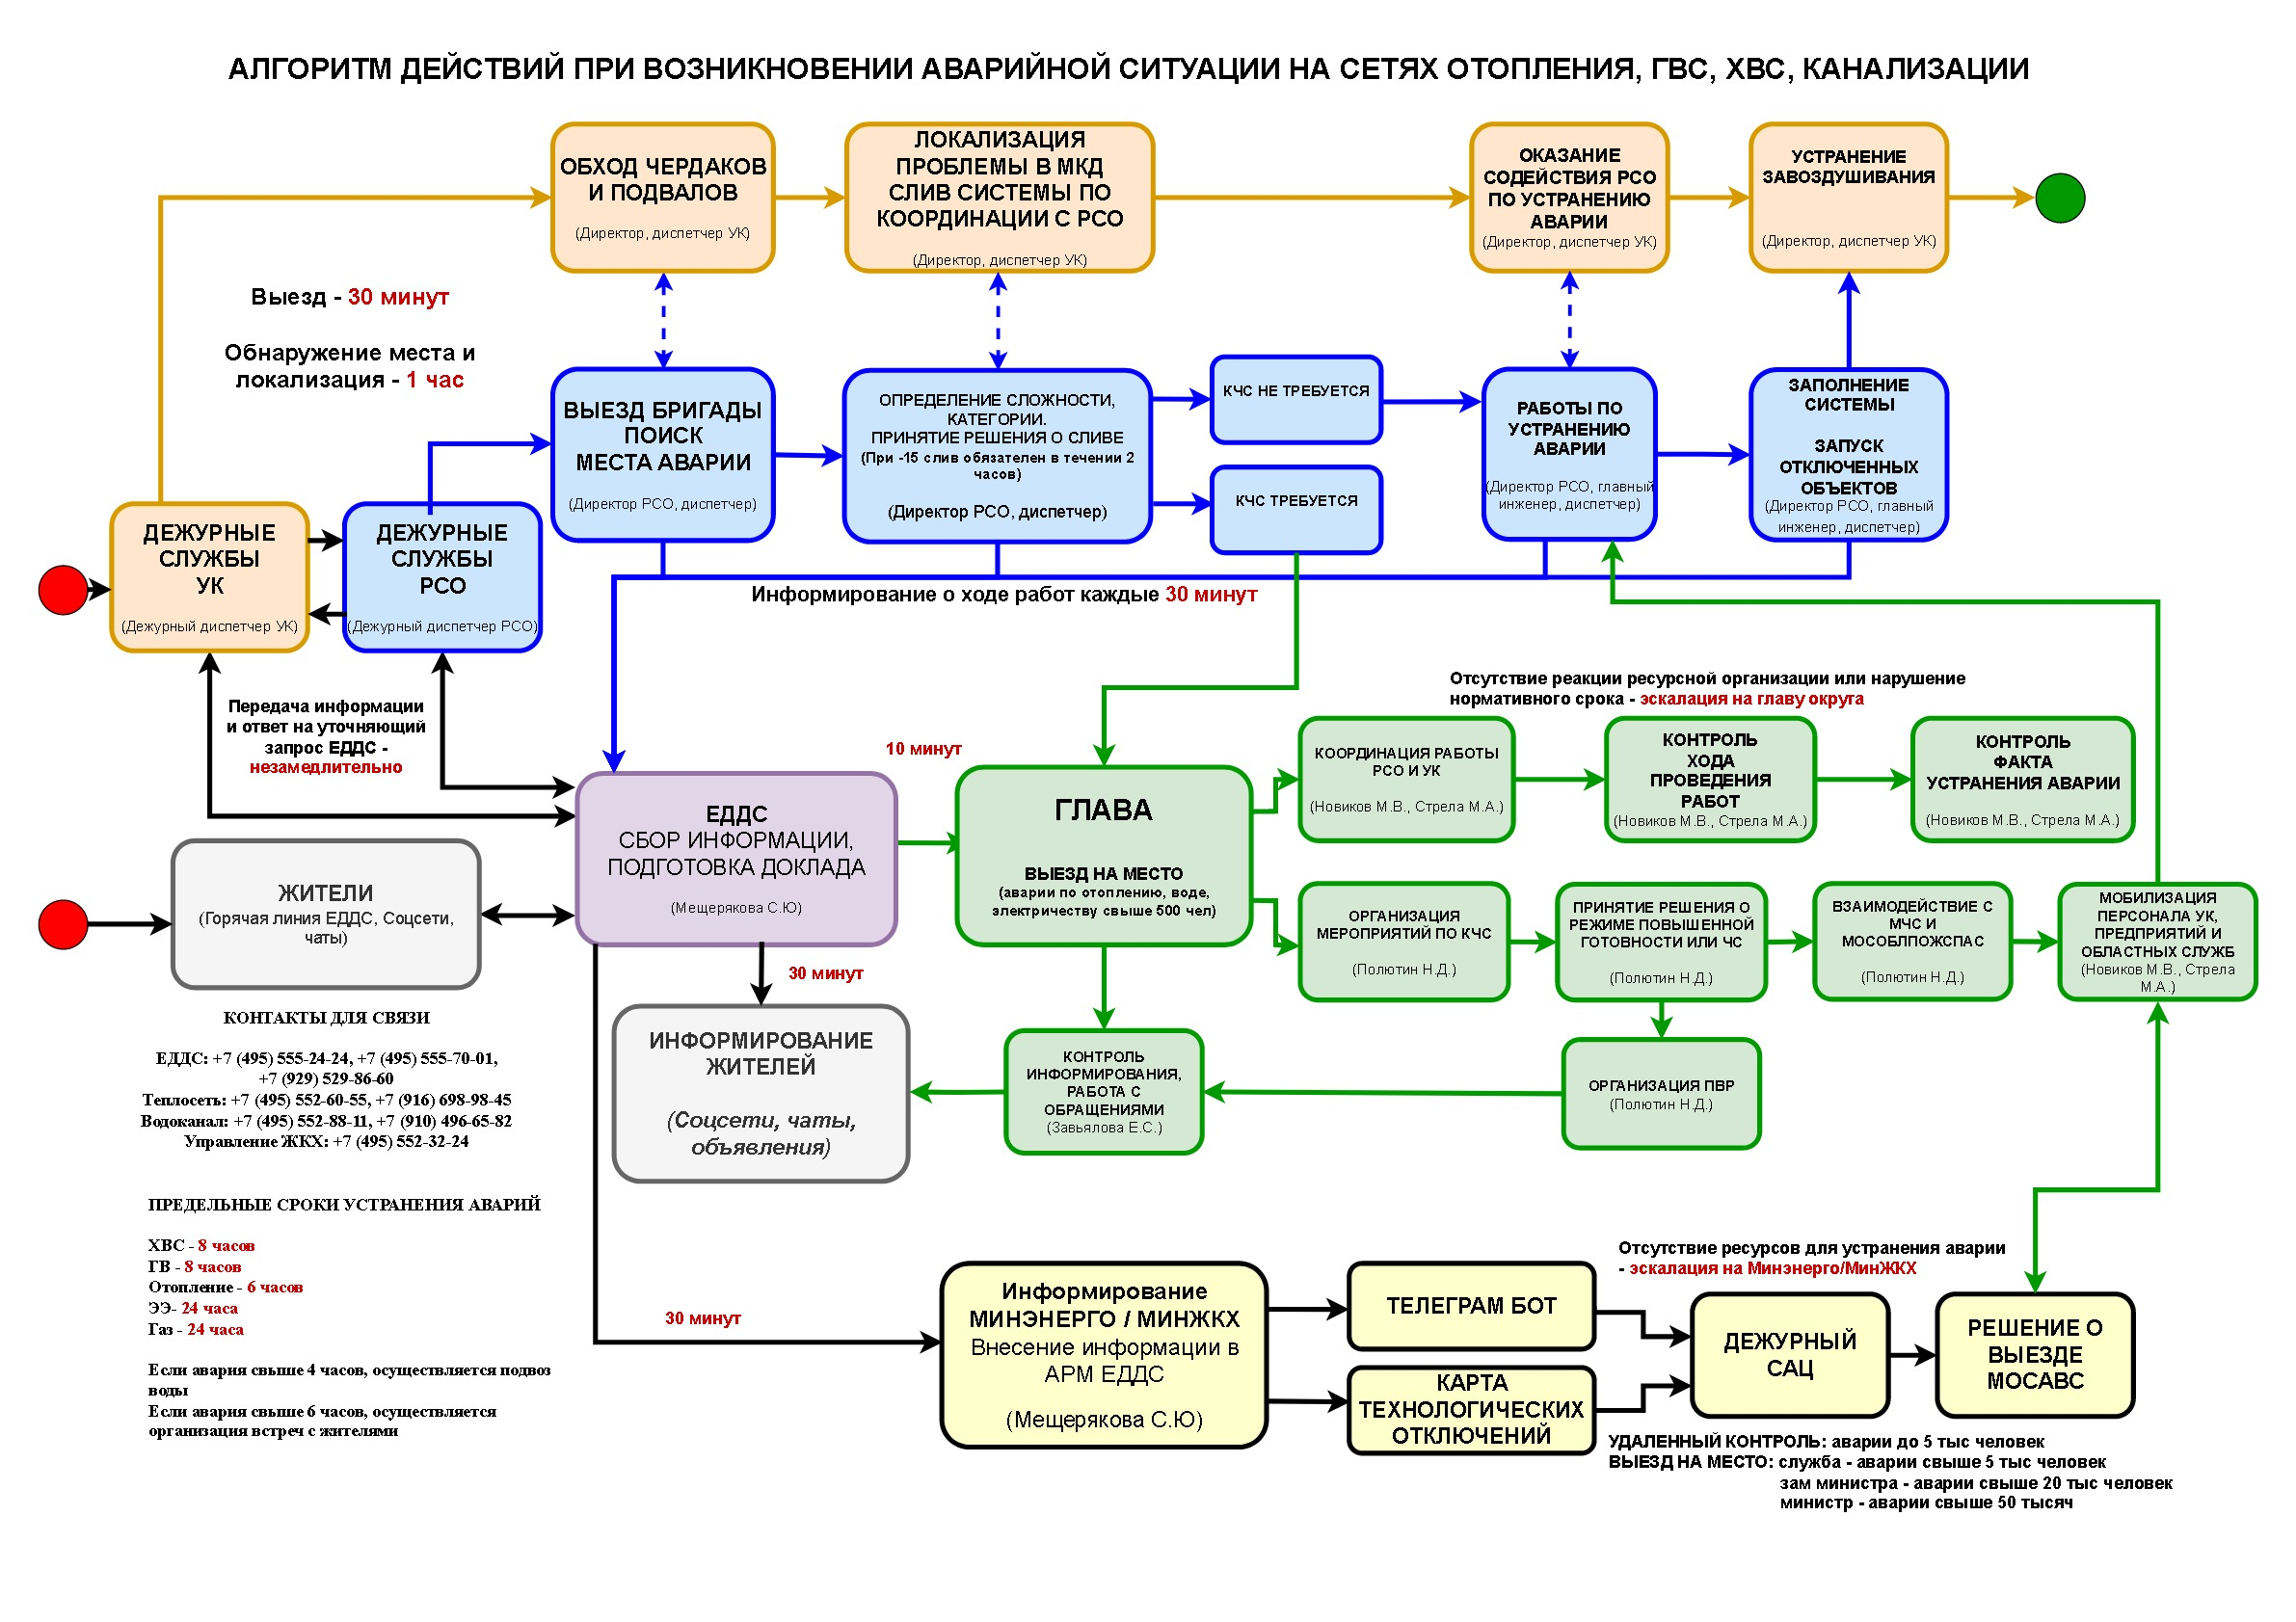 АЛГОРИТМ ДЕЙСТВИЙ ПРИ ВОЗНИКНОВЕНИИ АВАРИЙНОЙ СИТУАЦИИ НА СЕТЯХ ОТОПЛЕНИЯ, ГВС, ХВС, КАНАЛИЗАЦИИ
ОБХОД ЧЕРДАКОВ
И ПОДВАЛОВ
(Директор, диспетчер УК)
ЛОКАЛИЗАЦИЯ
ПРОБЛЕМЫ В МКД
СЛИВ СИСТЕМЫ ПО
КООРДИНАЦИИ С РСО
(Директор, диспетчер УК)
ОКАЗАНИЕ
СОДЕЙСТВИЯ РСО
ПО УСТРАНЕНИЮ
АВАРИИ
(Директор, диспетчер УК)
УСТРАНЕНИЕ
ЗАВОЗДУШИВАНИЯ
(Директор, диспетчер УК)
Выезд - 30 минут
Обнаружение места и
локализация - 1 час
ВЫЕЗД БРИГАДЫ
ПОИСК
МЕСТА АВАРИИ
(Директор РСО, диспетчер)
ОПРЕДЕЛЕНИЕ СЛОЖНОСТИ,
КАТЕГОРИИ.
ПРИНЯТИЕ РЕШЕНИЯ О СЛИВЕ
(При -15 слив обязателен в течении 2
часов)
(Директор РСО, диспетчер)
КЧС НЕ ТРЕБУЕТСЯ
КЧС ТРЕБУЕТСЯ
РАБОТЫ ПО
УСТРАНЕНИЮ
АВАРИИ
(Директор РСО, главный
инженер, диспетчер)
ЗАПОЛНЕНИЕ
СИСТЕМЫ
ЗАПУСК
ОТКЛЮЧЕННЫХ
ОБЪЕКТОВ
(Директор РСО, главный
инженер, диспетчер)
ДЕЖУРНЫЕ
СЛУЖБЫ
УК
(Дежурный диспетчер УК)
ДЕЖУРНЫЕ
СЛУЖБЫ
РСО
(Дежурный диспетчер РСО)
Информирование о ходе работ каждые 30 минут
Передача информации
и ответ на уточняющий
запрос ЕДДС -
незамедлительно
Отсутствие реакции ресурсной организации или нарушение
нормативного срока - эскалация на главу округа
10 минут
ЕДДС
СБОР ИНФОРМАЦИИ,
ПОДГОТОВКА ДОКЛАДА
(Мещерякова С.Ю)
ГЛАВА
ВЫЕЗД НА МЕСТО
(аварии по отоплению, воде,
электричеству свыше 500 чел)
КООРДИНАЦИЯ РАБОТЫ
РСО И УК
(Новиков М.В., Стрела М.А.)
КОНТРОЛЬ
ХОДА
ПРОВЕДЕНИЯ
РАБОТ
(Новиков М.В., Стрела М.А.)
КОНТРОЛЬ
ФАКТА
УСТРАНЕНИЯ АВАРИИ
(Новиков М.В., Стрела М.А.)
ЖИТЕЛИ
(Горячая линия ЕДДС, Соцсети,
чаты)
ОРГАНИЗАЦИЯ
МЕРОПРИЯТИЙ ПО КЧС
(Полютин Н.Д.)
ПРИНЯТИЕ РЕШЕНИЯ О
РЕЖИМЕ ПОВЫШЕННОЙ
ГОТОВНОСТИ ИЛИ ЧС
(Полютин Н.Д.)
ВЗАИМОДЕЙСТВИЕ С
МЧС И
МОСОБЛПОЖСПАС
(Полютин Н.Д.)
МОБИЛИЗАЦИЯ
ПЕРСОНАЛА УК,
ПРЕДПРИЯТИЙ И
ОБЛАСТНЫХ СЛУЖБ
(Новиков М.В., Стрела
М.А.)
30 минут
ИНФОРМИРОВАНИЕ
ЖИТЕЛЕЙ
(Соцсети, чаты,
объявления)
КОНТРОЛЬ
ИНФОРМИРОВАНИЯ,
РАБОТА С
ОБРАЩЕНИЯМИ
(Завьялова Е.С.)
ОРГАНИЗАЦИЯ ПВР
(Полютин Н.Д.)
КОНТАКТЫ ДЛЯ СВЯЗИ
ЕДДС: +7 (495) 555-24-24, +7 (495) 555-70-01,
+7 (929) 529-86-60
Теплосеть: +7 (495) 552-60-55, +7 (916) 698-98-45
Водоканал: +7 (495) 552-88-11, +7 (910) 496-65-82
Управление ЖКХ: +7 (495) 552-32-24
ПРЕДЕЛЬНЫЕ СРОКИ УСТРАНЕНИЯ АВАРИЙ
ХВС - 8 часов
ГВ - 8 часов
Отопление - 6 часов
ЭЭ- 24 часа
Газ - 24 часа
Если авария свыше 4 часов, осуществляется подвоз
воды
Если авария свыше 6 часов, осуществляется
организация встреч с жителями
30 минут
Информирование
МИНЭНЕРГО / МИНЖКХ
Внесение информации в
АРМ ЕДДС
(Мещерякова С.Ю)
ТЕЛЕГРАМ БОТ
КАРТА
ТЕХНОЛОГИЧЕСКИХ
ОТКЛЮЧЕНИЙ
Отсутствие ресурсов для устранения аварии
- эскалация на Минэнерго/МинЖКХ
ДЕЖУРНЫЙ
САЦ
РЕШЕНИЕ О
ВЫЕЗДЕ
МОСАВС
УДАЛЕННЫЙ КОНТРОЛЬ: аварии до 5 тыс человек
ВЫЕЗД НА МЕСТО: служба - аварии свыше 5 тыс человек
зам министра - аварии свыше 20 тыс человек
министр - аварии свыше 50 тысяч